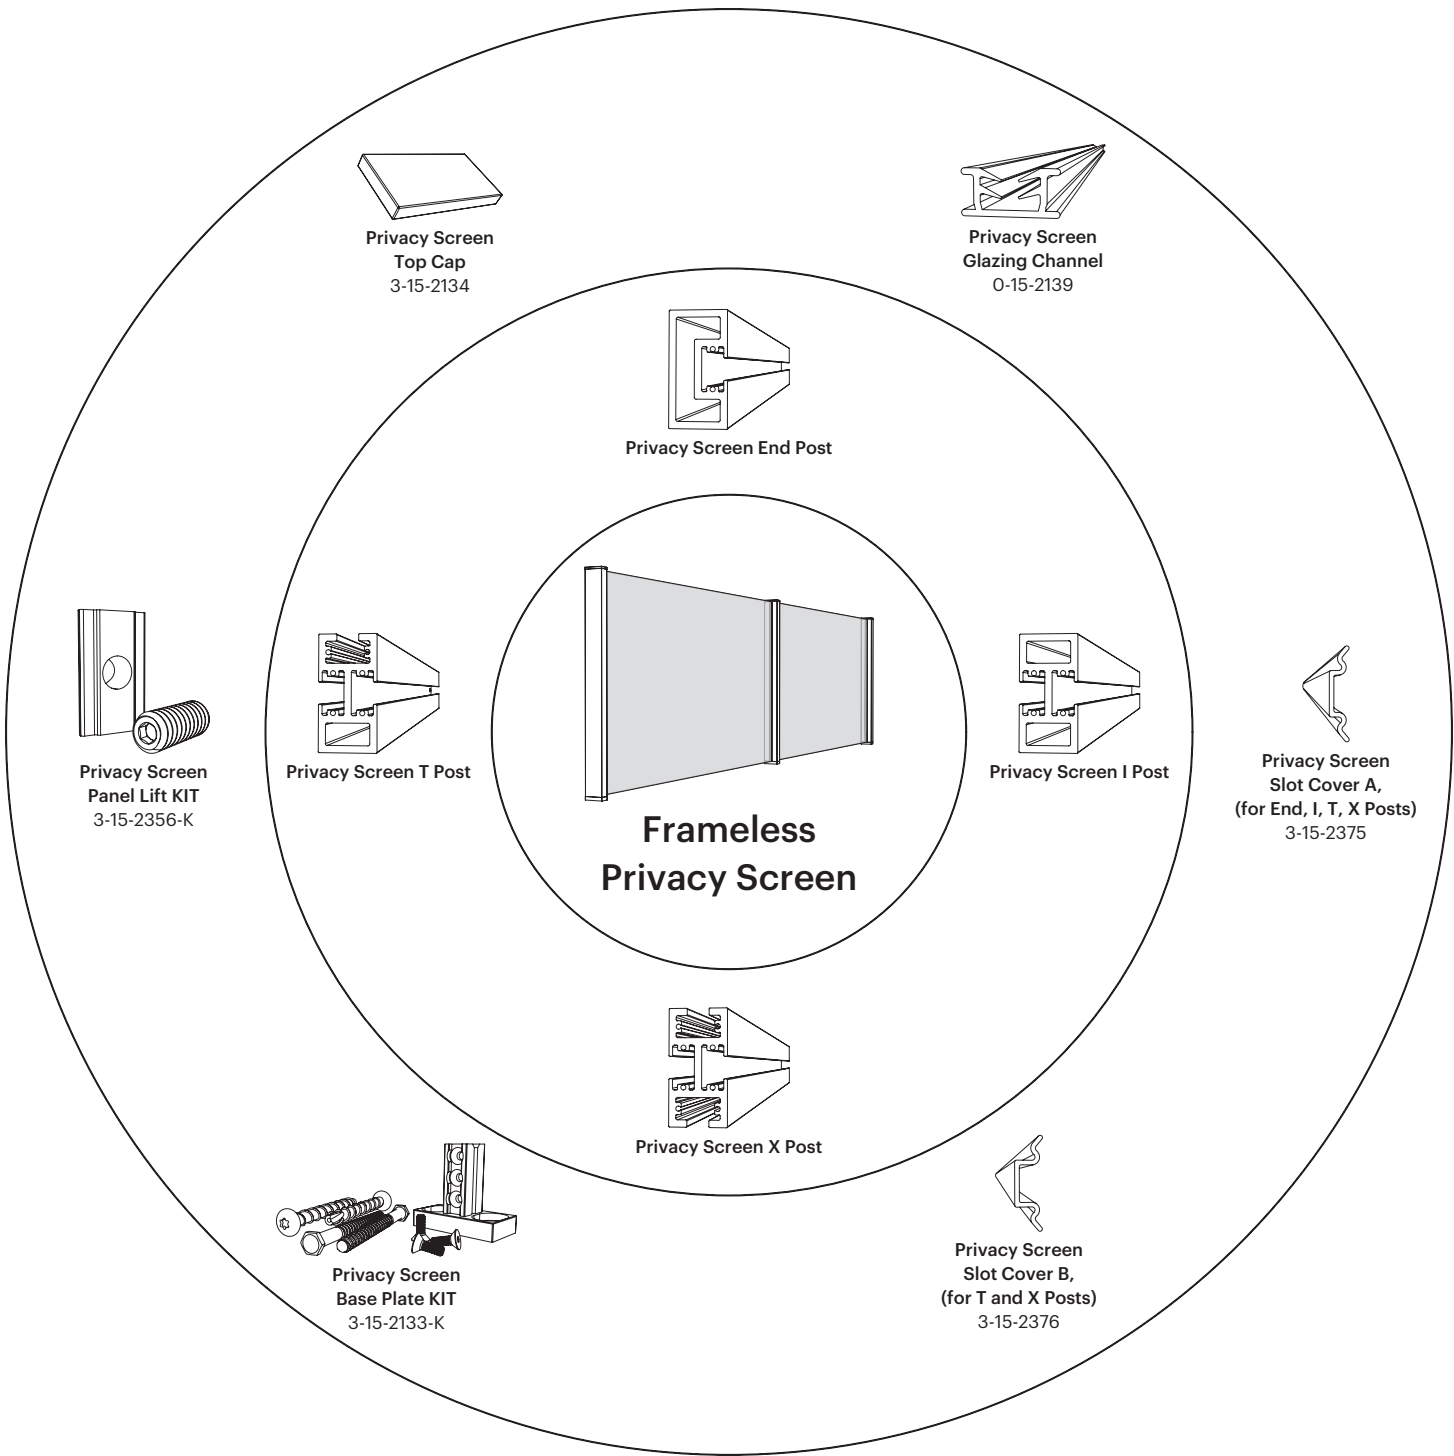 Privacy Screen
Top Cap
3-15-2134
Privacy Screen
Glazing Channel
0-15-2139
Privacy Screen End Post
Privacy Screen T Post
Privacy Screen I Post
Privacy Screen
Panel Lift KIT
3-15-2356-K
Privacy Screen
Slot Cover A,
(for End, I, T, X Posts)
3-15-2375
Frameless
Privacy Screen
Privacy Screen X Post
Privacy Screen
Base Plate KIT
3-15-2133-K
Privacy Screen
Slot Cover B,
(for T and X Posts)
3-15-2376